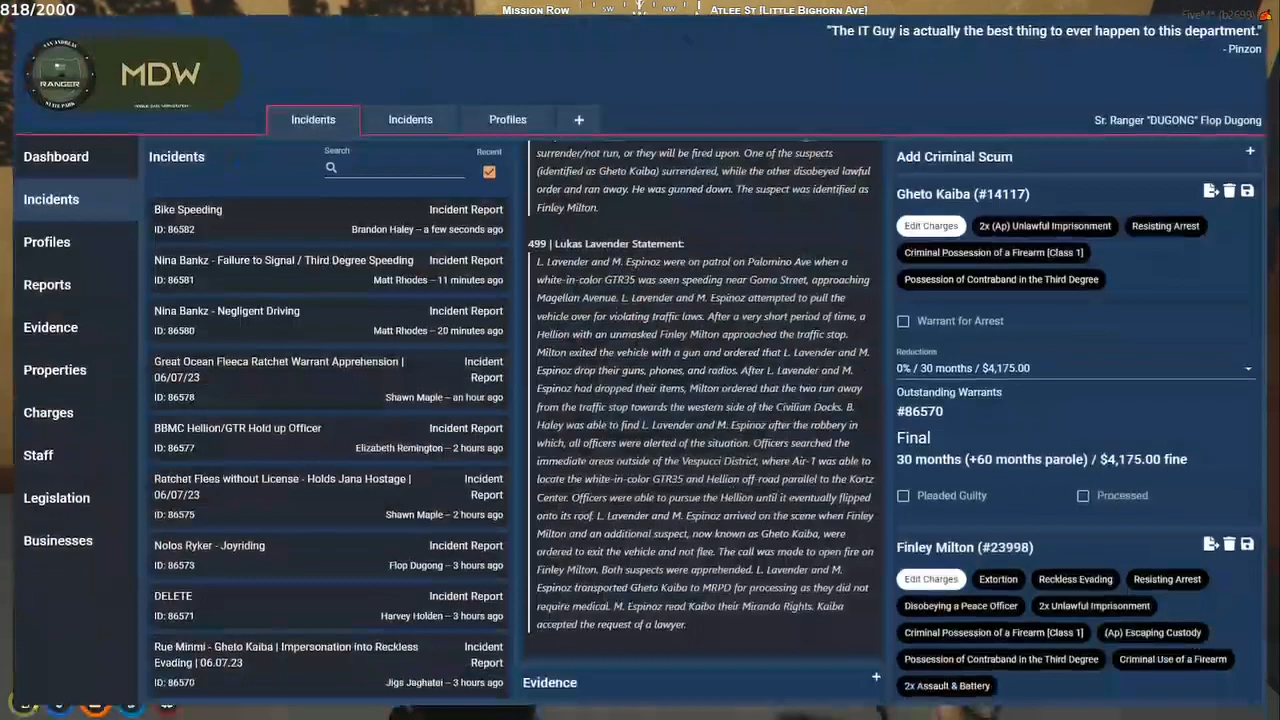 818/2000
Mission Row
SW
NW
Atlee St [Little Bighorn Ave]
FiveM* (b2699)
"The IT Guy is actually the best thing to ever happen to this department."
- Pinzon
SAN ANDREAS
RANGER
STATE PARK
MDW
Incidents
Incidents
Profiles
+
Sr. Ranger "DUGONG" Flop Dugong
Dashboard
Incidents
Profiles
Reports
Evidence
Properties
Charges
Staff
Legislation
Businesses
Incidents
Search
Recent
Bike Speeding Incident Report
ID: 86582 Brandon Haley – a few seconds ago
Nina Bankz - Failure to Signal / Third Degree Speeding Incident Report
ID: 86581 Matt Rhodes – 11 minutes ago
Nina Bankz - Negligent Driving Incident Report
ID: 86580 Matt Rhodes – 20 minutes ago
Great Ocean Fleeca Ratchet Warrant Apprehension | Incident
06/07/23 Report
ID: 86578 Shawn Maple – an hour ago
BBMC Hellion/GTR Hold up Officer Incident Report
ID: 86577 Elizabeth Remington – 2 hours ago
Ratchet Flees without License - Holds Jana Hostage | Incident
06/07/23 Report
ID: 86575 Shawn Maple – 2 hours ago
Nolos Ryker - Joyriding Incident Report
ID: 86573 Flop Dugong – 3 hours ago
DELETE Incident Report
ID: 86571 Harvey Holden – 3 hours ago
Rue Minmi - Gheto Kaiba | Impersonation into Reckless Incident
Evading | 06.07.23 Report
ID: 86570 Jigs Jaghatei – 3 hours ago
surrender/not run, or they will be fired upon. One of the suspects
(identified as Gheto Kaiba) surrendered, while the other disobeyed lawful
order and ran away. He was gunned down. The suspect was identified as
Finley Milton.
499 | Lukas Lavender Statement:
L. Lavender and M. Espinoz were on patrol on Palomino Ave when a
white-in-color GTR35 was seen speeding near Goma Street, approaching
Magellan Avenue. L. Lavender and M. Espinoz attempted to pull the
vehicle over for violating traffic laws. After a very short period of time, a
Hellion with an unmasked Finley Milton approached the traffic stop.
Milton exited the vehicle with a gun and ordered that L. Lavender and M.
Espinoz drop their guns, phones, and radios. After L. Lavender and M.
Espinoz had dropped their items, Milton ordered that the two run away
from the traffic stop towards the western side of the Civilian Docks. B.
Haley was able to find L. Lavender and M. Espinoz after the robbery in
which, all officers were alerted of the situation. Officers searched the
immediate areas outside of the Vespucci District, where Air-1 was able to
locate the white-in-color GTR35 and Hellion off-road parallel to the Kortz
Center. Officers were able to pursue the Hellion until it eventually flipped
onto its roof. L. Lavender and M. Espinoz arrived on the scene when Finley
Milton and an additional suspect, now known as Gheto Kaiba, were
ordered to exit the vehicle and not flee. The call was made to open fire on
Finley Milton. Both suspects were apprehended. L. Lavender and M.
Espinoz transported Gheto Kaiba to MRPD for processing as they did not
require medical. M. Espinoz read Kaiba their Miranda Rights. Kaiba
accepted the request of a lawyer.
Evidence
+
Add Criminal Scum
+
Gheto Kaiba (#14117)
Edit Charges 2x (Ap) Unlawful Imprisonment Resisting Arrest
Criminal Possession of a Firearm [Class 1]
Possession of Contraband in the Third Degree
Warrant for Arrest
Reductions
0% / 30 months / $4,175.00
Outstanding Warrants
#86570
Final
30 months (+60 months parole) / $4,175.00 fine
Pleaded Guilty Processed
Finley Milton (#23998)
Edit Charges Extortion Reckless Evading Resisting Arrest
Disobeying a Peace Officer 2x Unlawful Imprisonment
Criminal Possession of a Firearm [Class 1] (Ap) Escaping Custody
Possession of Contraband in the Third Degree Criminal Use of a Firearm
2x Assault & Battery